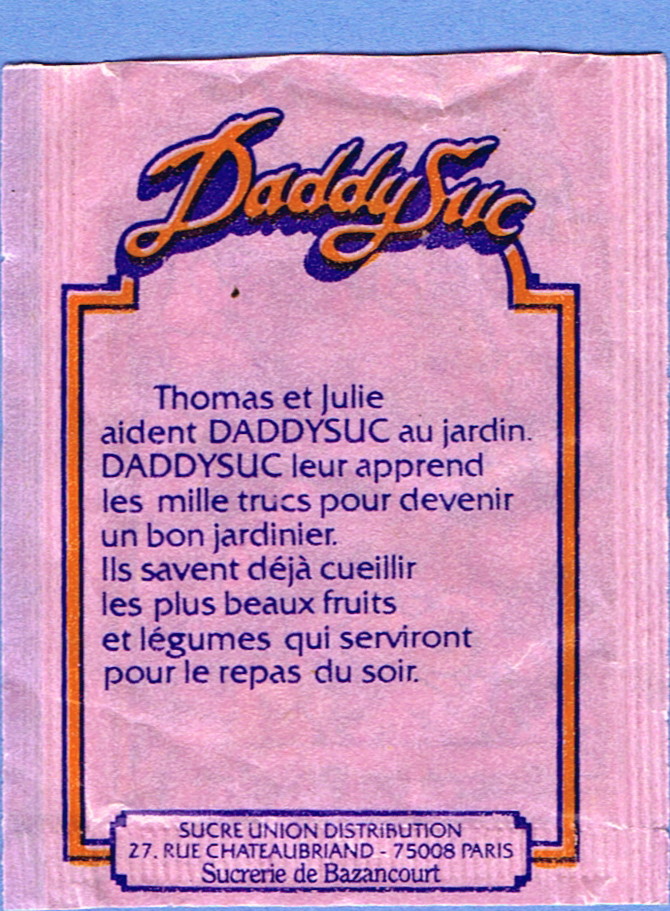 DaddySuc
Thomas et Julie
aident DADDYSUC au jardin.
DADDYSUC leur apprend
les mille trucs pour devenir
un bon jardinier.
Ils savent déjà cueillir
les plus beaux fruits
et légumes qui serviront
pour le repas du soir.
SUCRE UNION DISTRIBUTION
27, RUE CHATEAUBRIAND - 75008 PARIS
Sucrerie de Bazancourt